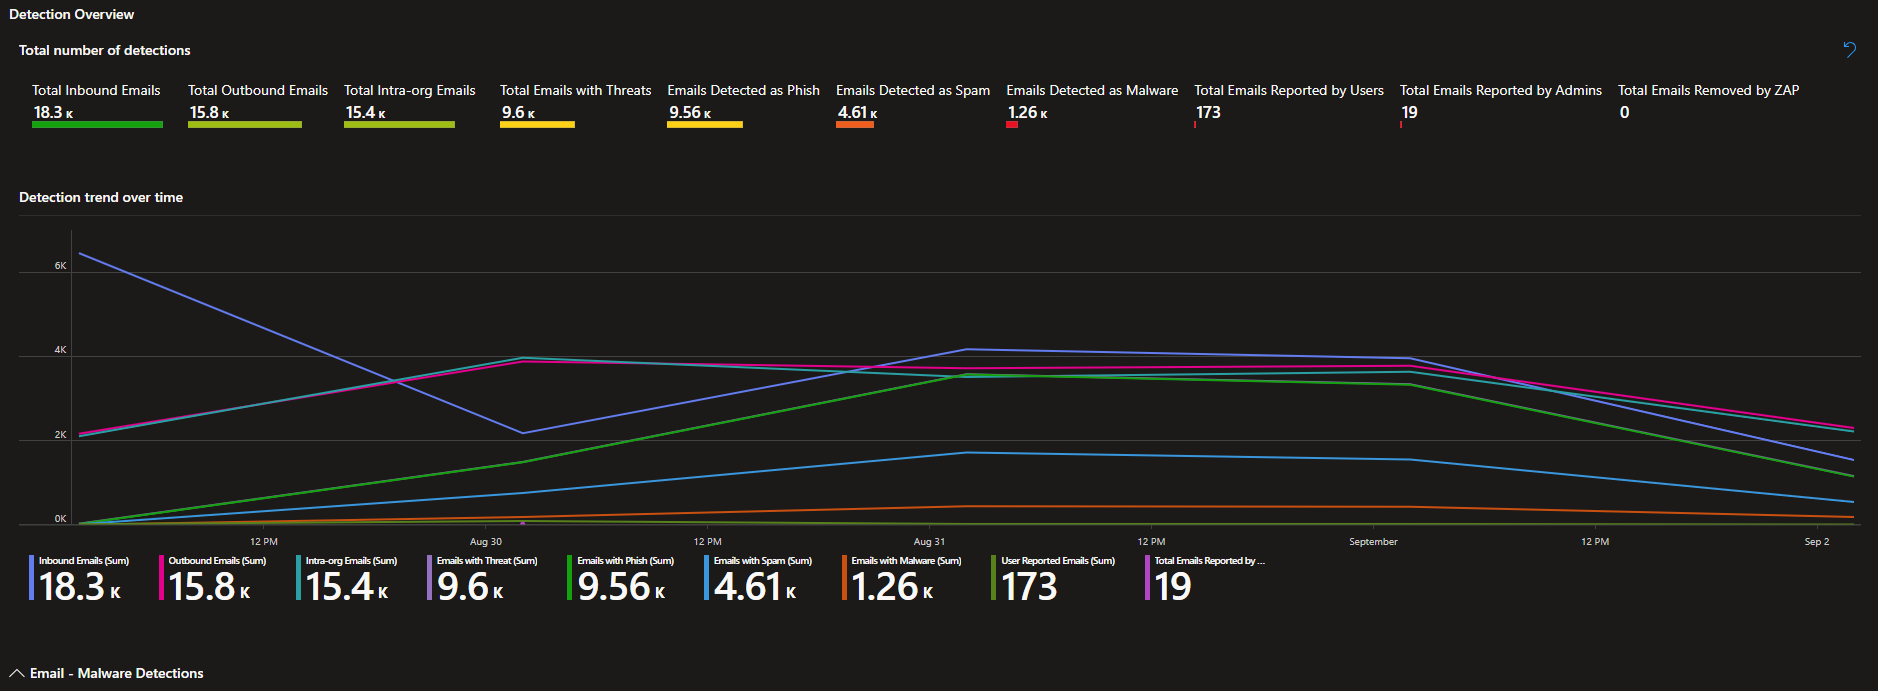 Detection Overview
Total number of detections
Total Inbound Emails Total Outbound Emails Total Intra-org Emails Total Emails with Threats Emails Detected as Phish Emails Detected as Spam Emails Detected as Malware Total Emails Reported by Users Total Emails Reported by Admins Total Emails Removed by ZAP
18.3 K 15.8 K 15.4 K 9.6 K 9.56 K 4.61 K 1.26 K 173 19 0
Detection trend over time
6K
4K
2K
0K
12 PM Aug 30 12 PM Aug 31 12 PM September 12 PM Sep 2
Inbound Emails (Sum) Outbound Emails (Sum) Intra-org Emails (Sum) Emails with Threat (Sum) Emails with Phish (Sum) Emails with Spam (Sum) Emails with Malware (Sum) User Reported Emails (Sum) Total Emails Reported by ...
18.3 K 15.8 K 15.4 K 9.6 K 9.56 K 4.61 K 1.26 K 173 19
Email - Malware Detections